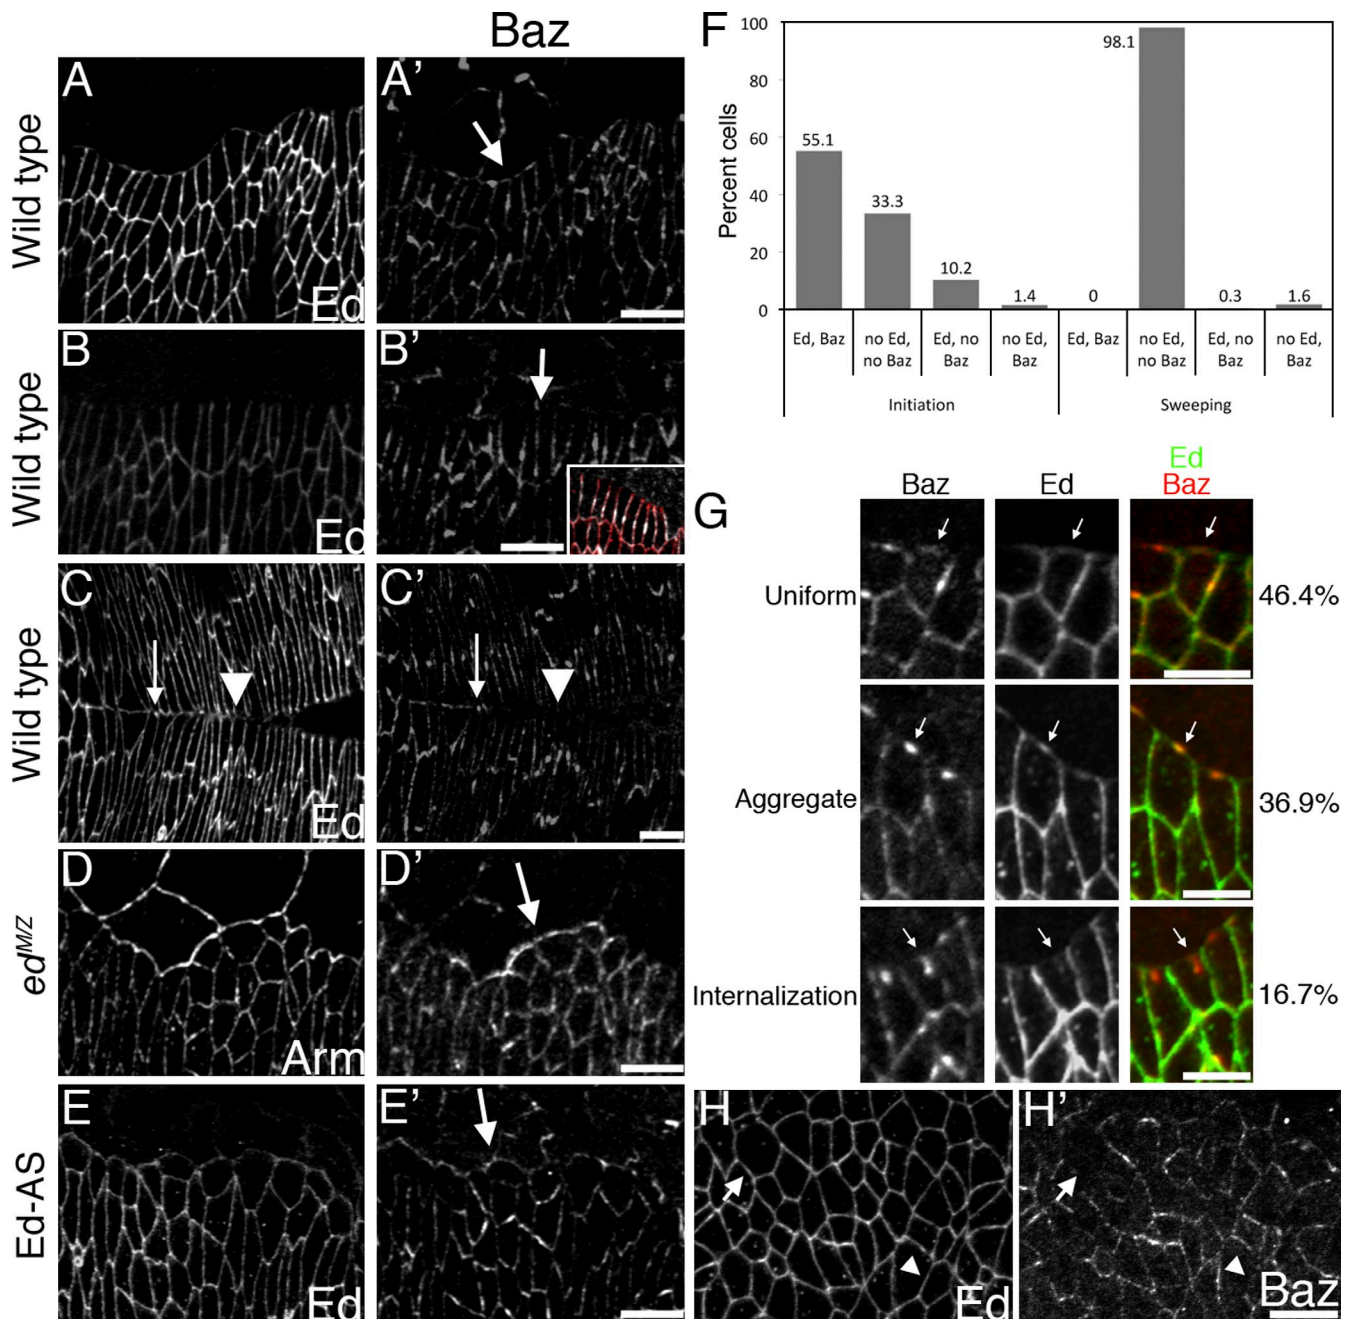 Baz
Wild type
A
Ed
A'
Wild type
B
Ed
B'
Wild type
C
Ed
C'
ed^M/Z
D
Arm
D'
Ed-AS
E
Ed
E'
F
Percent cells
100
80
60
40
20
0
55.1
33.3
10.2
1.4
0
98.1
0.3
1.6
Ed, Baz
no Ed,
no Baz
Ed, no
Baz
no Ed,
Baz
Ed, Baz
no Ed,
no Baz
Ed, no
Baz
no Ed,
Baz
Initiation
Sweeping
G
Baz
Ed
Ed
Baz
Uniform
46.4%
Aggregate
36.9%
Internalization
16.7%
H
Ed
H'
Baz